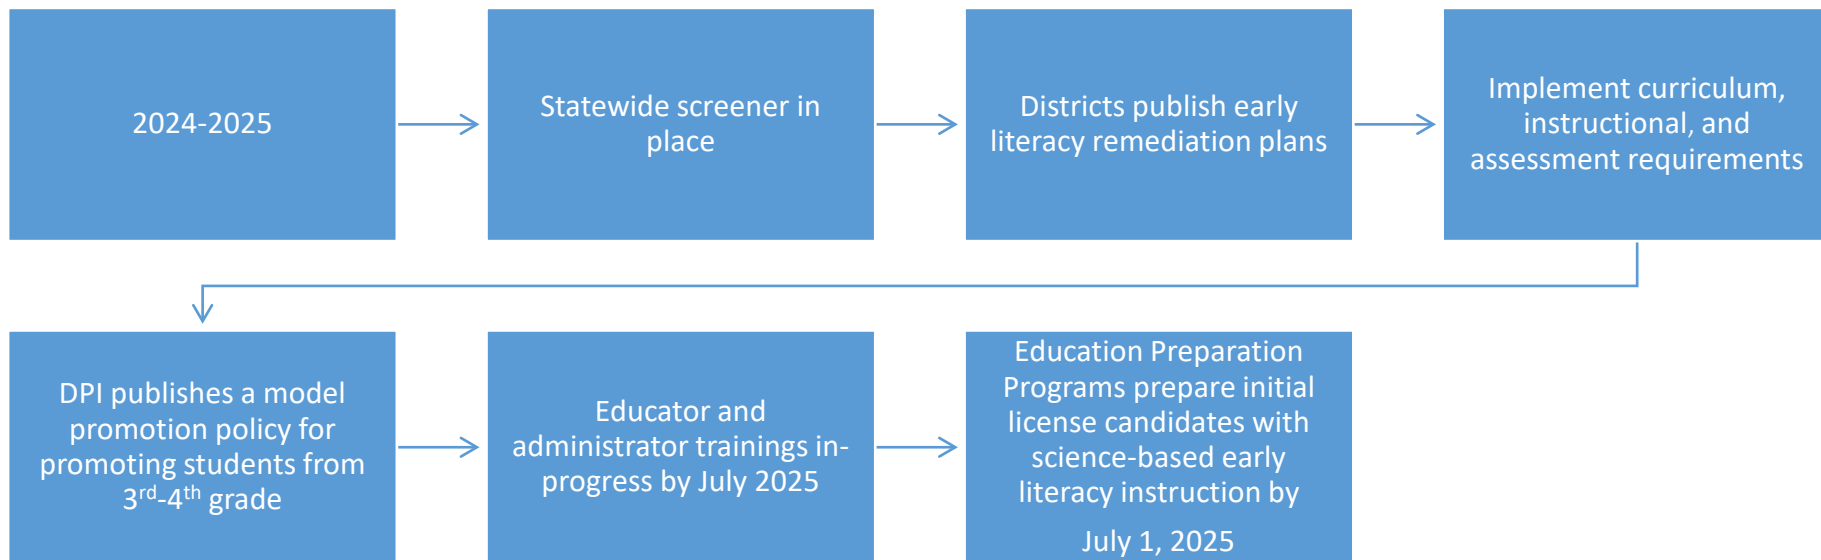 2024-2025
Statewide screener in
place
Districts publish early
literacy remediation plans
Implement curriculum,
instructional, and
assessment requirements
DPI publishes a model
promotion policy for
promoting students from
3rd-4th grade
Educator and
administrator trainings in-
progress by July 2025
Education Preparation
Programs prepare initial
license candidates with
science-based early
literacy instruction by
July 1, 2025